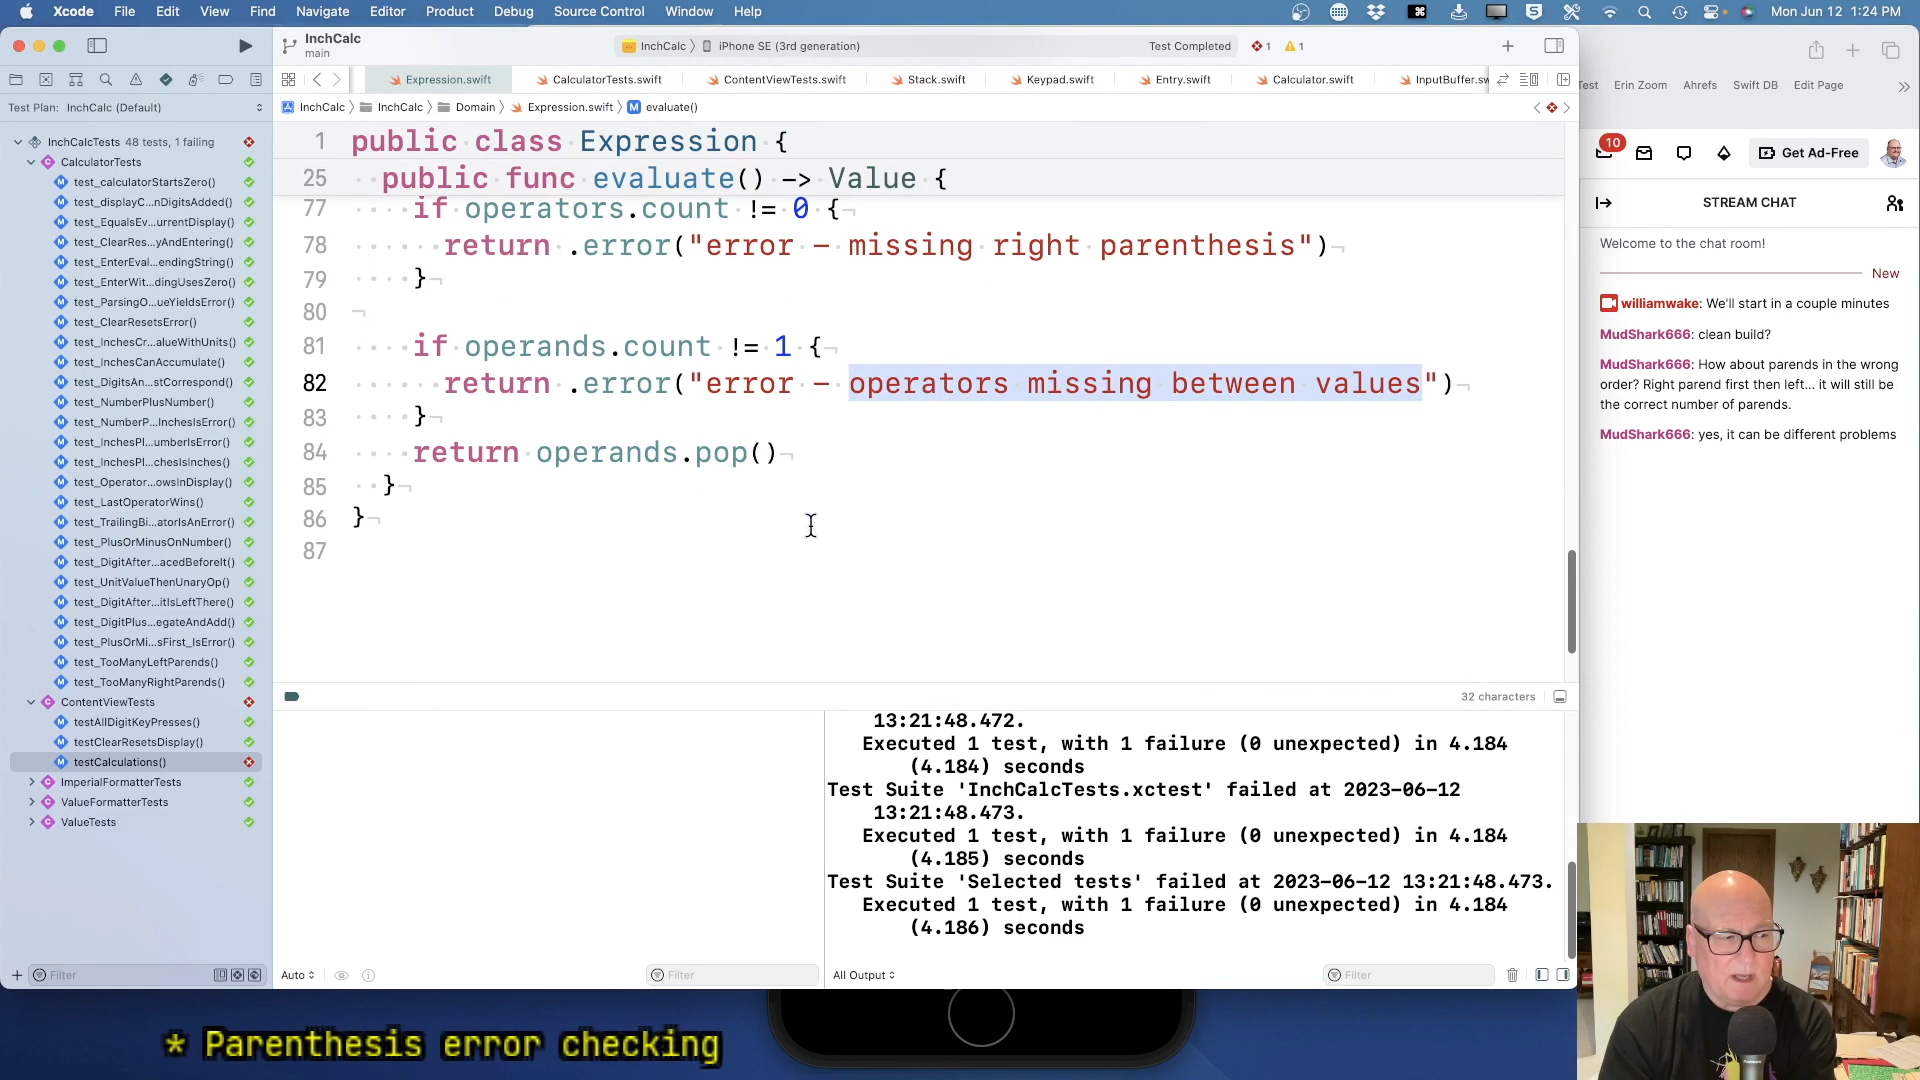 Xcode File Edit View Find Navigate Editor Product Debug Source Control Window Help Mon Jun 12 1:24 PM
InchCalc
main
InchCalc iPhone SE (3rd generation) Test Completed 1 1
Expression.swift CalculatorTests.swift ContentViewTests.swift Stack.swift Keypad.swift Entry.swift Calculator.swift InputBuffer.sw
Test Plan: InchCalc (Default)
InchCalc InchCalc Domain Expression.swift M evaluate()
InchCalcTests 48 tests, 1 failing
CalculatorTests
test_calculatorStartsZero()
test_displayC...nDigitsAdded()
test_EqualsEv...urrentDisplay()
test_ClearRes...yAndEntering()
test_EnterEval...endingString()
test_EnterWit...dingUsesZero()
test_ParsingO...ueYieldsError()
test_ClearResetsError()
test_InchesCr...alueWithUnits()
test_InchesCanAccumulate()
test_DigitsAn...stCorrespond()
test_NumberPlusNumber()
test_NumberP...InchesIsError()
test_InchesPl...umberIsError()
test_InchesPl...chesIsInches()
test_Operator...owsInDisplay()
test_LastOperatorWins()
test_TrailingBi...atorIsAnError()
test_PlusOrMinusOnNumber()
test_DigitAfter...acedBeforeIt()
test_UnitValueThenUnaryOp()
test_DigitAfter...itIsLeftThere()
test_DigitPlus...egateAndAdd()
test_PlusOrMi...sFirst_IsError()
test_TooManyLeftParends()
test_TooManyRightParends()
ContentViewTests
testAllDigitKeyPresses()
testClearResetsDisplay()
testCalculations()
ImperialFormatterTests
ValueFormatterTests
ValueTests
Filter
1 public class Expression {
25 public func evaluate() -> Value {
77 if operators.count != 0 {
78 return .error("error - missing right parenthesis")
79 }
80
81 if operands.count != 1 {
82 return .error("error - operators missing between values")
83 }
84 return operands.pop()
85 }
86 }
87
32 characters
13:21:48.472.
Executed 1 test, with 1 failure (0 unexpected) in 4.184
(4.184) seconds
Test Suite 'InchCalcTests.xctest' failed at 2023-06-12
13:21:48.473.
Executed 1 test, with 1 failure (0 unexpected) in 4.184
(4.185) seconds
Test Suite 'Selected tests' failed at 2023-06-12 13:21:48.473.
Executed 1 test, with 1 failure (0 unexpected) in 4.184
(4.186) seconds
Auto Filter All Output Filter
Test Erin Zoom Ahrefs Swift DB Edit Page
10 Get Ad-Free
STREAM CHAT
Welcome to the chat room!
New
williamwake: We'll start in a couple minutes
MudShark666: clean build?
MudShark666: How about parends in the wrong
order? Right parend first then left... it will still be
the correct number of parends.
MudShark666: yes, it can be different problems
* Parenthesis error checking